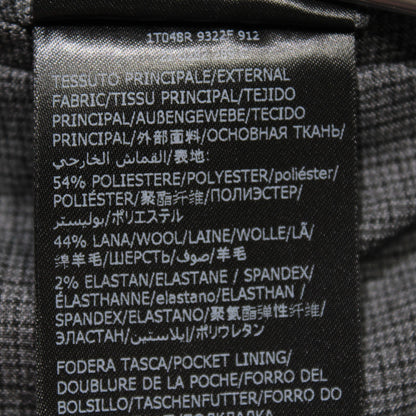 1T048R 9322F 912
TESSUTO PRINCIPALE/EXTERNAL
FABRIC/TISSU PRINCIPAL/TEJIDO
PRINCIPAL/AUßENGEWEBE/TECIDO
PRINCIPAL/外部面料/ОСНОВНАЯ ТКАНЬ/
القماش الخارجي/表地:
54% POLIESTERE/POLYESTER/poliéster/
POLIÉSTER/聚酯纤维/ПОЛИЭСТЕР/
بوليستر/ポリエステル
44% LANA/WOOL/LAINE/WOLLE/LÃ/
绵羊毛/ШЕРСТЬ/صوف/羊毛
2% ELASTAN/ELASTANE / SPANDEX/
ÉLASTHANNE/elastano/ELASTHAN /
SPANDEX/ELASTANO/聚氨酯弹性纤维/
ЭЛАСТАН/إيلاستين/ポリウレタン
FODERA TASCA/POCKET LINING/
DOUBLURE DE LA POCHE/FORRO DEL
BOLSILLO/TASCHENFUTTER/FORRO DO